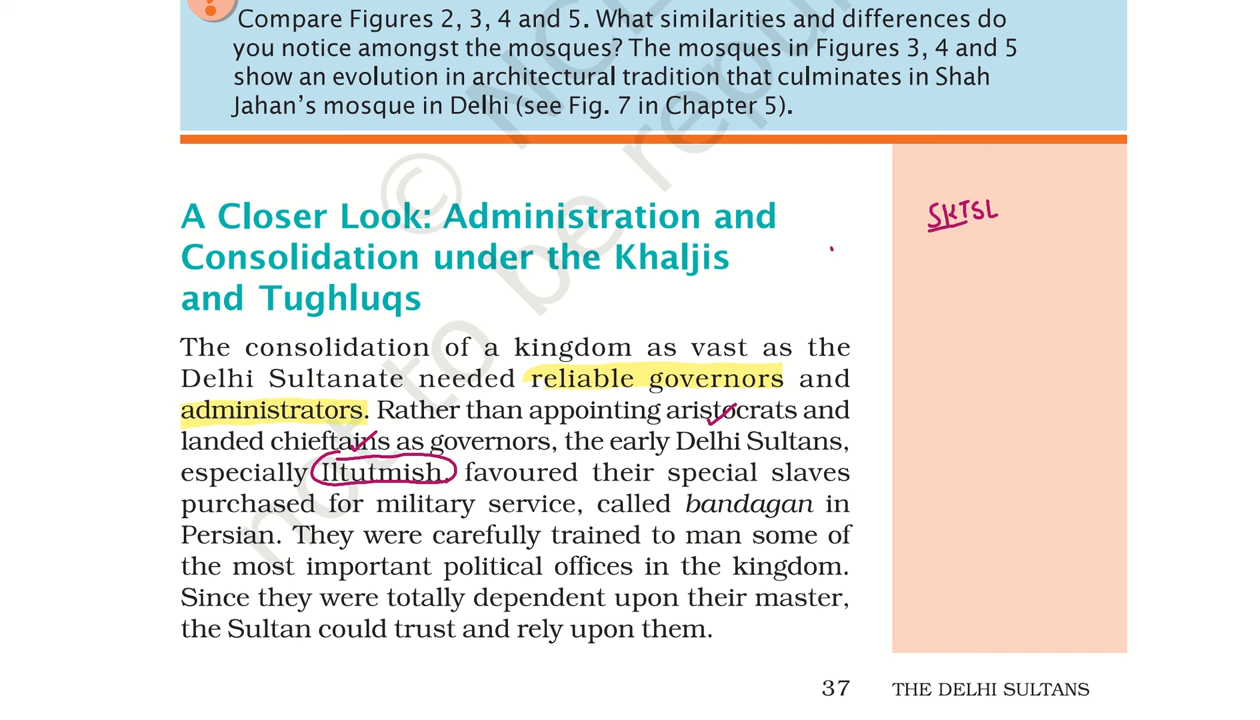 Compare Figures 2, 3, 4 and 5. What similarities and differences do
you notice amongst the mosques? The mosques in Figures 3, 4 and 5
show an evolution in architectural tradition that culminates in Shah
Jahan's mosque in Delhi (see Fig. 7 in Chapter 5).
A Closer Look: Administration and
Consolidation under the Khaljis
and Tughluqs
SKTSL
The consolidation of a kingdom as vast as the
Delhi Sultanate needed reliable governors and
administrators. Rather than appointing aristocrats and
landed chieftains as governors, the early Delhi Sultans,
especially Iltutmish, favoured their special slaves
purchased for military service, called bandagan in
Persian. They were carefully trained to man some of
the most important political offices in the kingdom.
Since they were totally dependent upon their master,
the Sultan could trust and rely upon them.
37 THE DELHI SULTANS
© NC
not to be repu